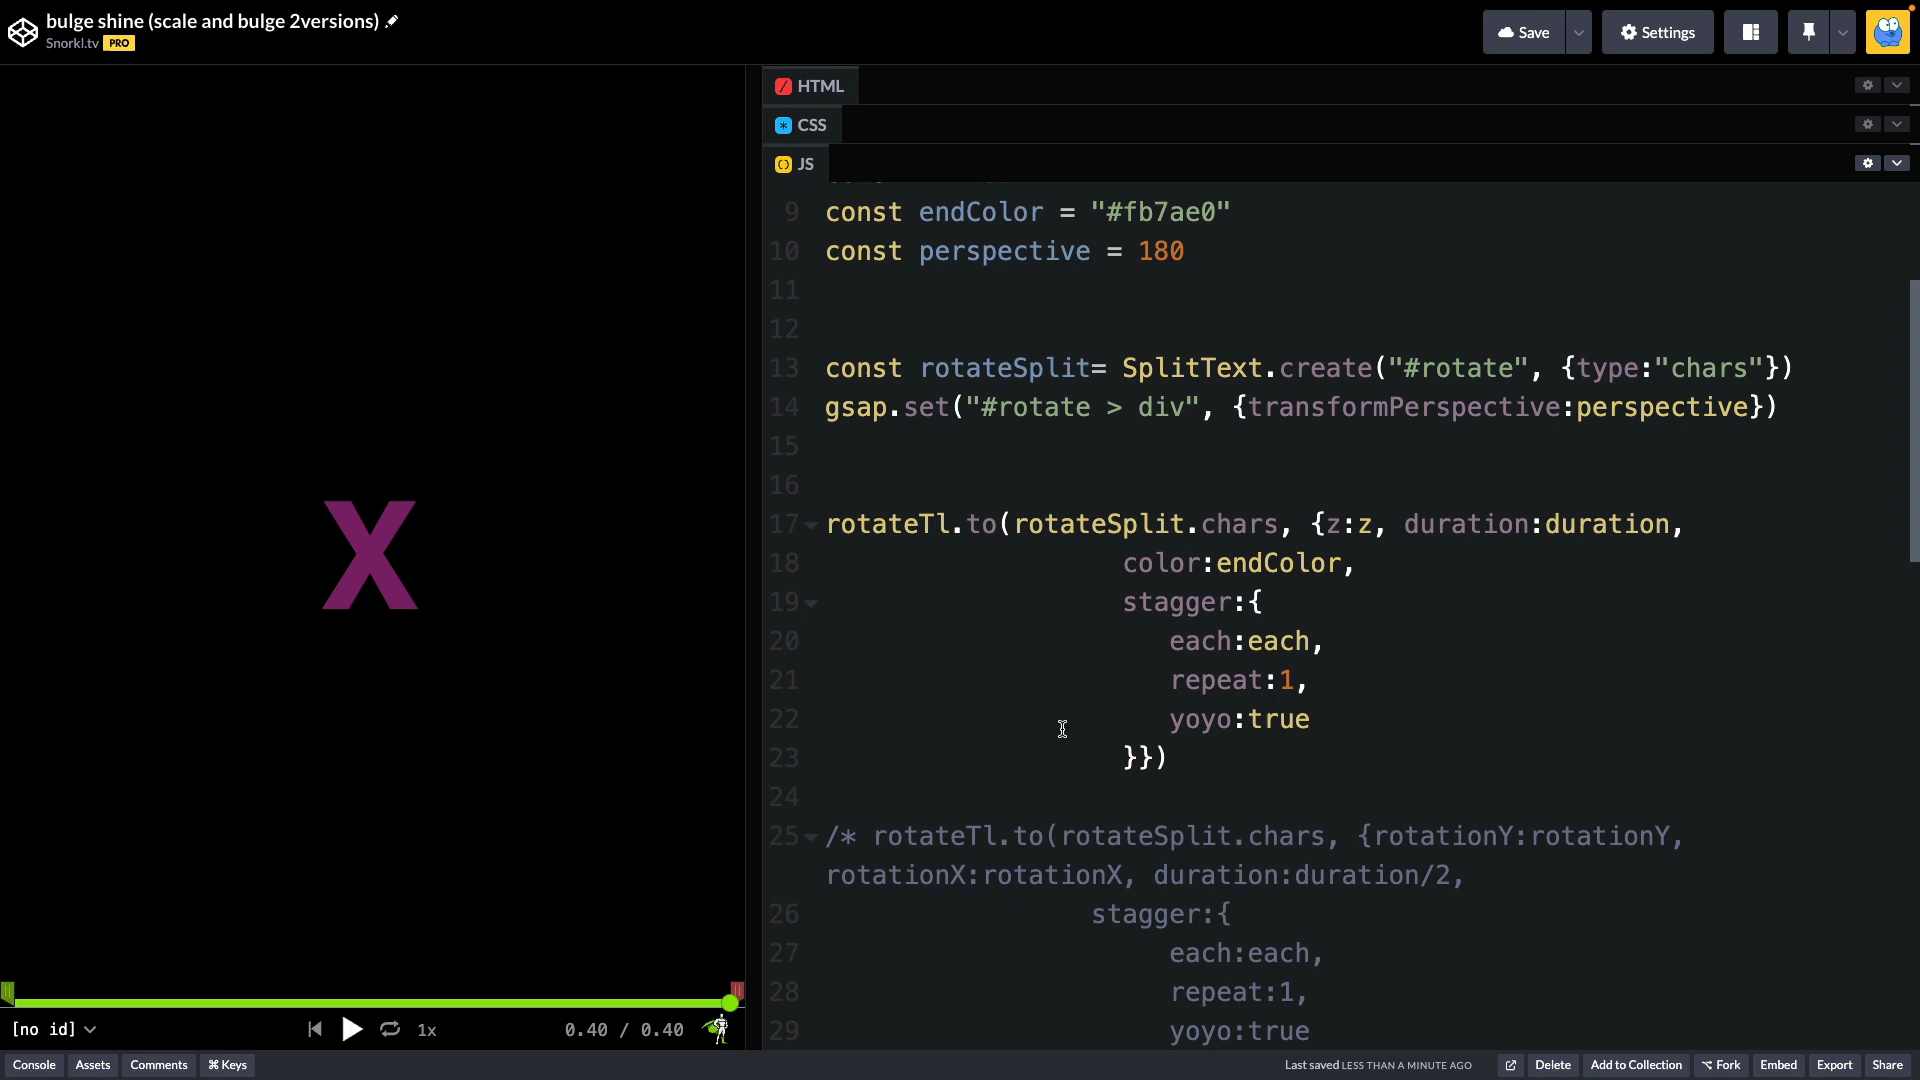 bulge shine (scale and bulge 2versions)
Snorkl.tv PRO
Save
Settings
HTML
CSS
JS
9 const endColor = "#fb7ae0"
10 const perspective = 180
11
12
13 const rotateSplit= SplitText.create("#rotate", {type:"chars"})
14 gsap.set("#rotate > div", {transformPerspective:perspective})
15
16
17 rotateTl.to(rotateSplit.chars, {z:z, duration:duration,
18 color:endColor,
19 stagger:{
20 each:each,
21 repeat:1,
22 yoyo:true
23 }})
24
25 /* rotateTl.to(rotateSplit.chars, {rotationY:rotationY,
rotationX:rotationX, duration:duration/2,
26 stagger:{
27 each:each,
28 repeat:1,
29 yoyo:true
X
[no id] 1x 0.40 / 0.40
Console Assets Comments ⌘ Keys Last saved LESS THAN A MINUTE AGO Delete Add to Collection Fork Embed Export Share